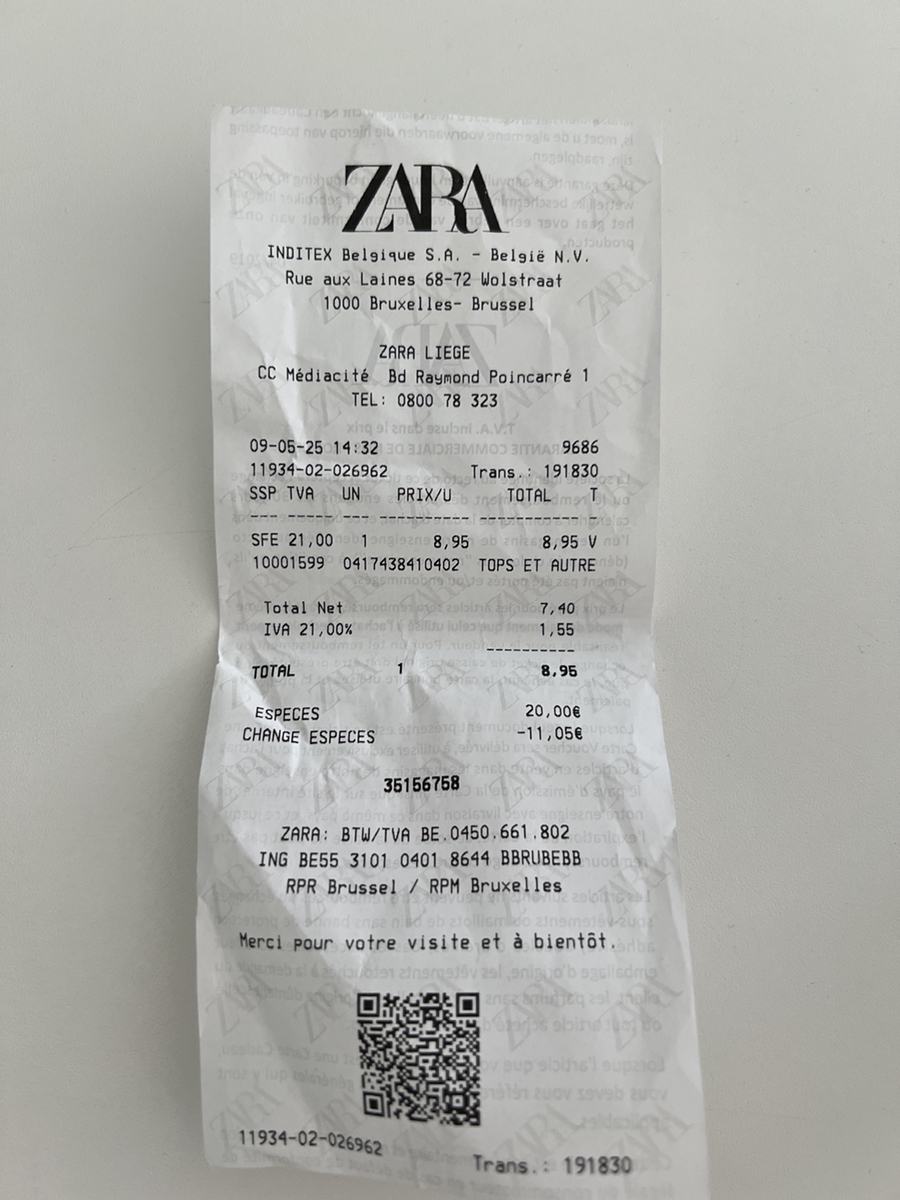 ZARA
INDITEX Belgique S.A. - België N.V.
Rue aux Laines 68-72 Wolstraat
1000 Bruxelles- Brussel
ZARA LIEGE
CC Médiacité Bd Raymond Poincarré 1
TEL: 0800 78 323
09-05-25 14:32 9686
11934-02-026962 Trans.: 191830
SSP TVA UN PRIX/U TOTAL T
--- ------ --- ---------- ----------- -
SFE 21,00 1 8,95 8,95 V
10001599 0417438410402 TOPS ET AUTRE
Total Net 7,40
IVA 21,00% 1,55
----------
TOTAL 1 8,95
ESPECES 20,00€
CHANGE ESPECES -11,05€
35156758
ZARA: BTW/TVA BE.0450.661.802
ING BE55 3101 0401 8644 BBRUBEBB
RPR Brussel / RPM Bruxelles
Merci pour votre visite et à bientôt.
11934-02-026962
Trans.: 191830